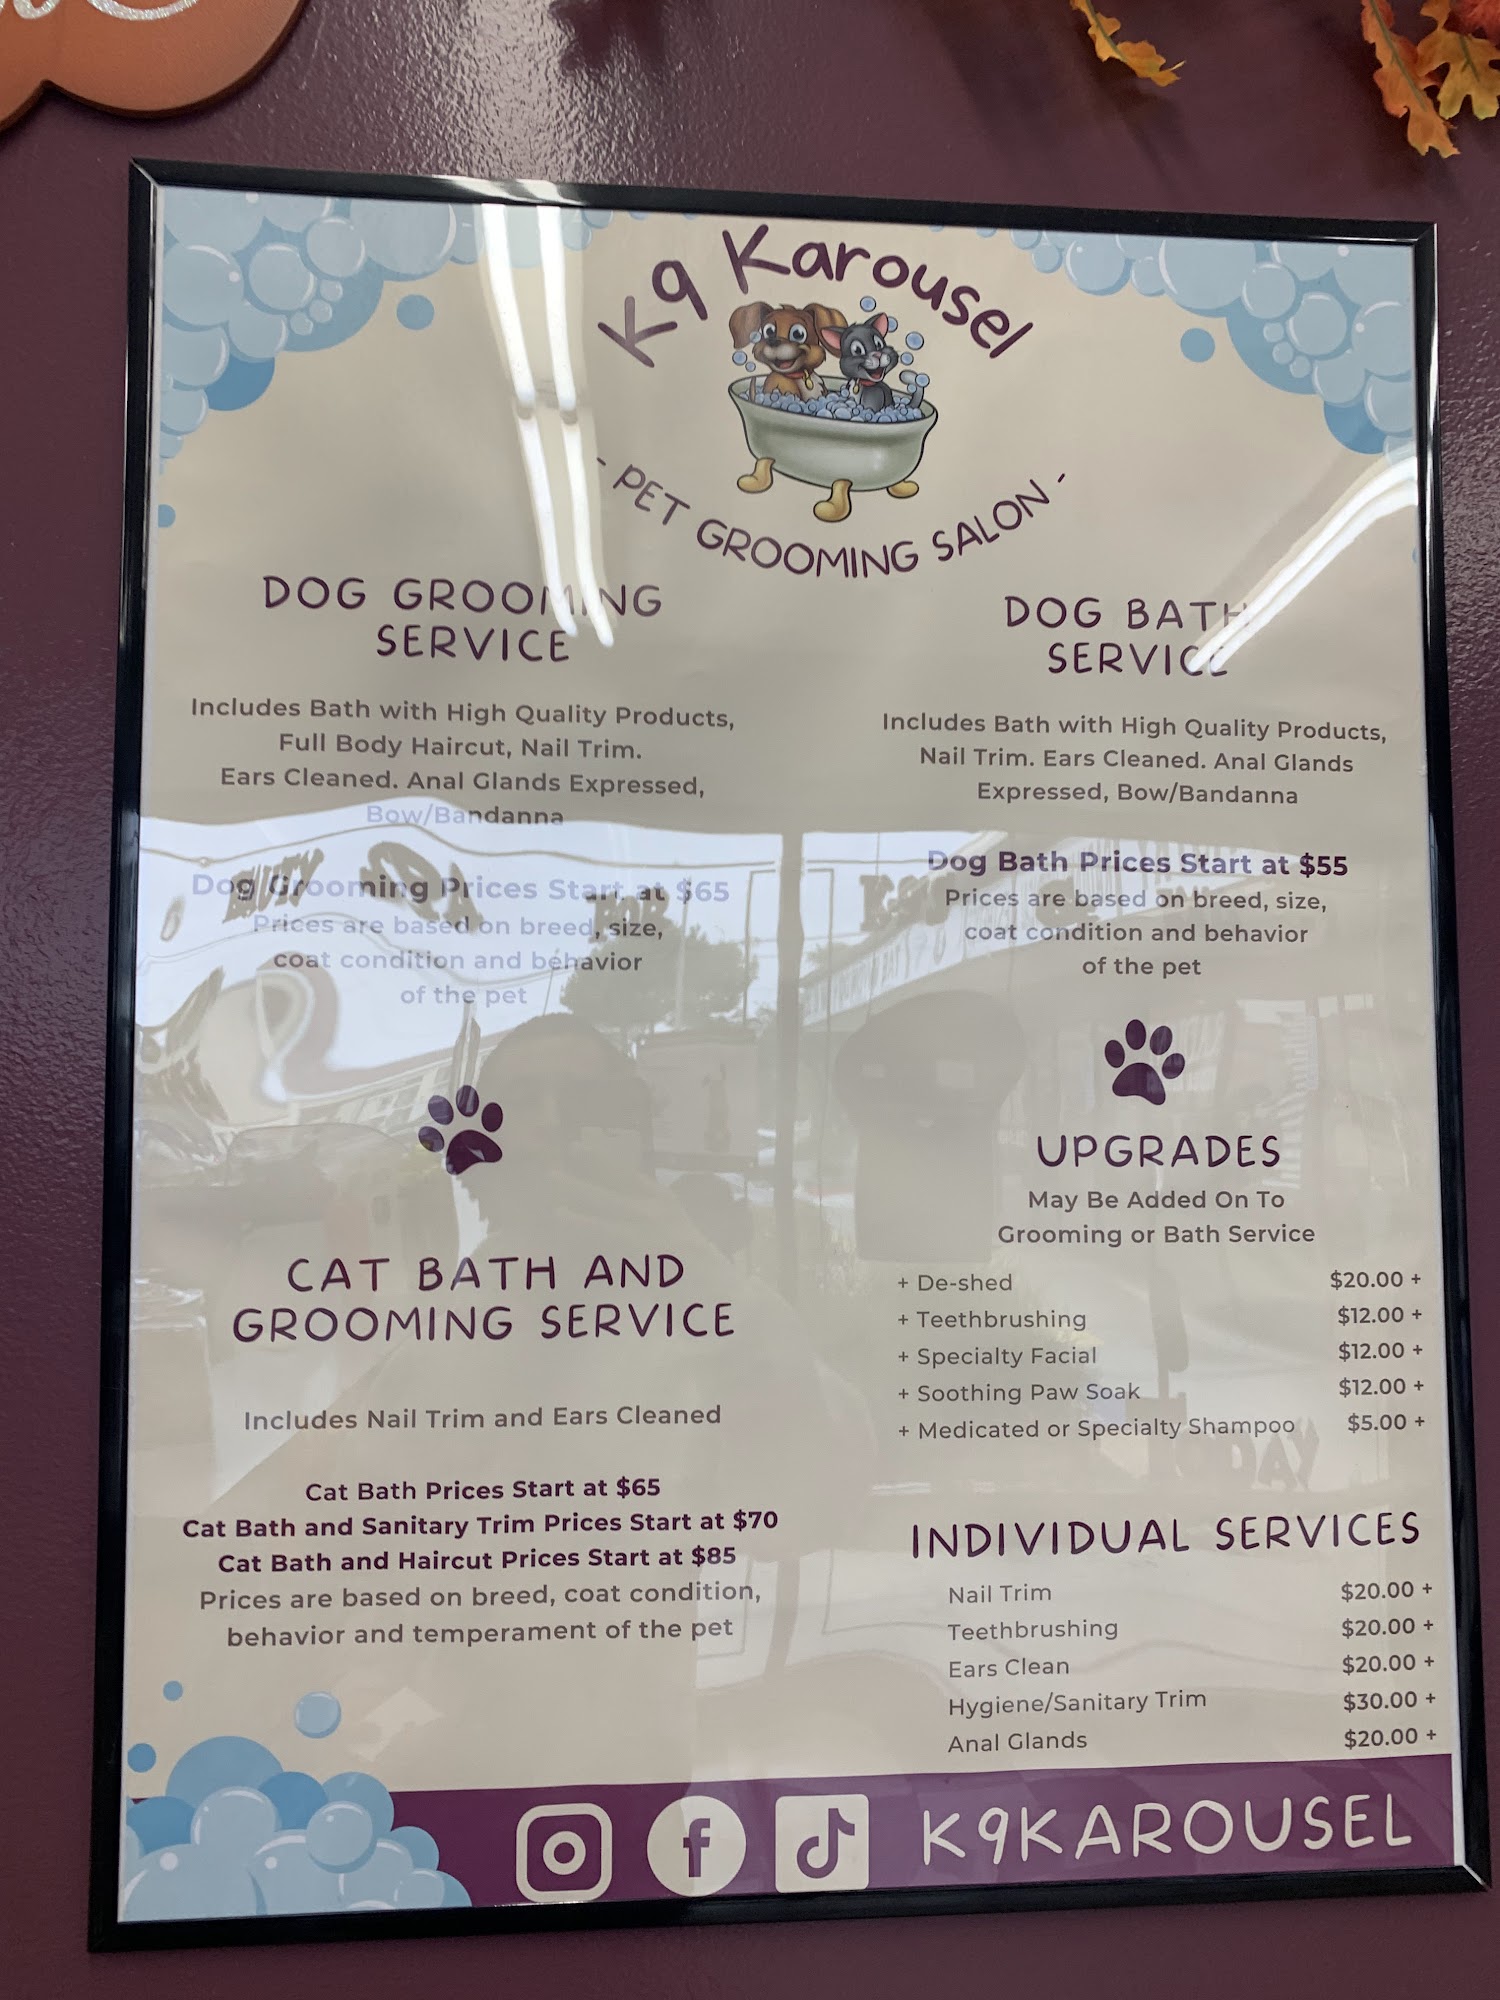 K9 Karousel
- PET GROOMING SALON -
DOG GROOMING
SERVICE
Includes Bath with High Quality Products,
Full Body Haircut, Nail Trim.
Ears Cleaned. Anal Glands Expressed,
Bow/Bandanna
Dog Grooming Prices Start at $65
Prices are based on breed, size,
coat condition and behavior
of the pet
CAT BATH AND
GROOMING SERVICE
Includes Nail Trim and Ears Cleaned
Cat Bath Prices Start at $65
Cat Bath and Sanitary Trim Prices Start at $70
Cat Bath and Haircut Prices Start at $85
Prices are based on breed, coat condition,
behavior and temperament of the pet
DOG BATH
SERVICE
Includes Bath with High Quality Products,
Nail Trim. Ears Cleaned. Anal Glands
Expressed, Bow/Bandanna
Dog Bath Prices Start at $55
Prices are based on breed, size,
coat condition and behavior
of the pet
UPGRADES
May Be Added On To
Grooming or Bath Service
+ De-shed $20.00 +
+ Teethbrushing $12.00 +
+ Specialty Facial $12.00 +
+ Soothing Paw Soak $12.00 +
+ Medicated or Specialty Shampoo $5.00 +
INDIVIDUAL SERVICES
Nail Trim $20.00 +
Teethbrushing $20.00 +
Ears Clean $20.00 +
Hygiene/Sanitary Trim $30.00 +
Anal Glands $20.00 +
K9KAROUSEL